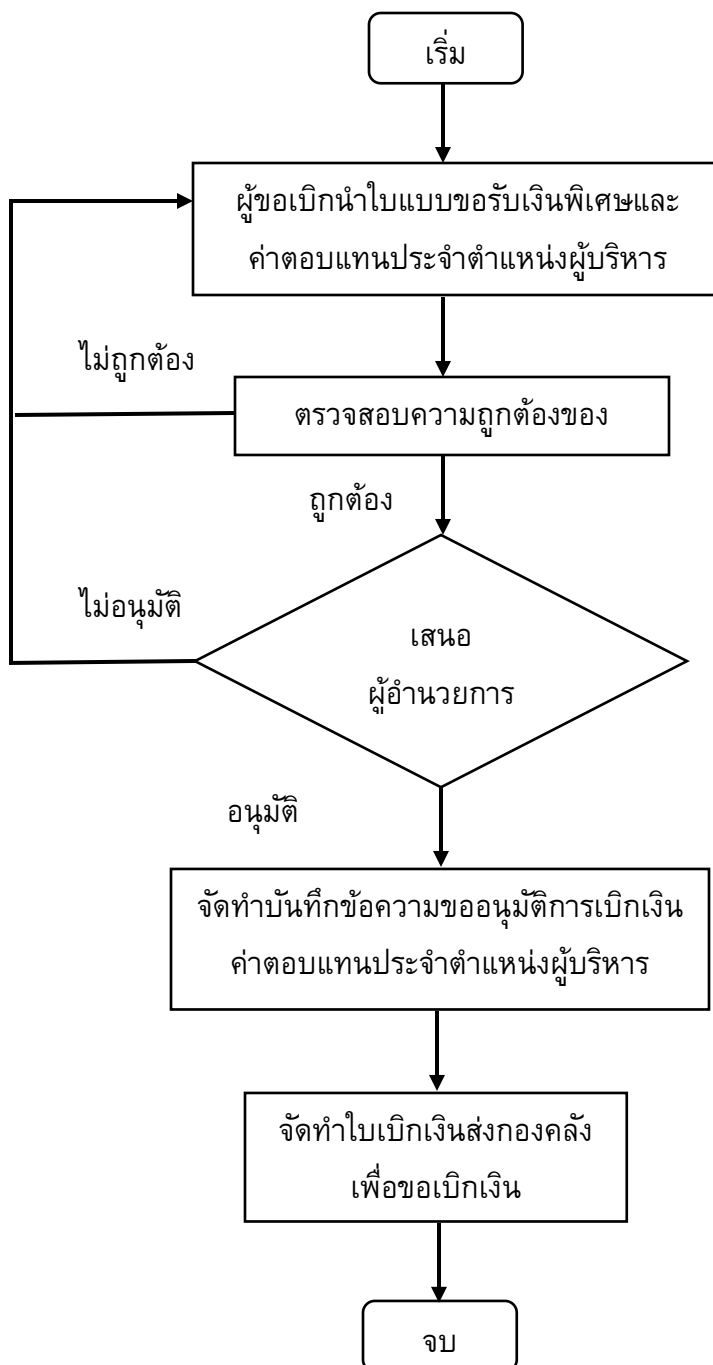 เริ่ม
ผู้ขอเบิกนำใบแบบขอรับเงินพิเศษและ
ค่าตอบแทนประจำตำแหน่งผู้บริหาร
ไม่ถูกต้อง
ตรวจสอบความถูกต้องของ
ถูกต้อง
ไม่อนุมัติ
เสนอ
ผู้อำนวยการ
อนุมัติ
จัดทำบันทึกข้อความขออนุมัติการเบิกเงิน
ค่าตอบแทนประจำตำแหน่งผู้บริหาร
จัดทำใบเบิกเงินส่งกองคลัง
เพื่อขอเบิกเงิน
จบ